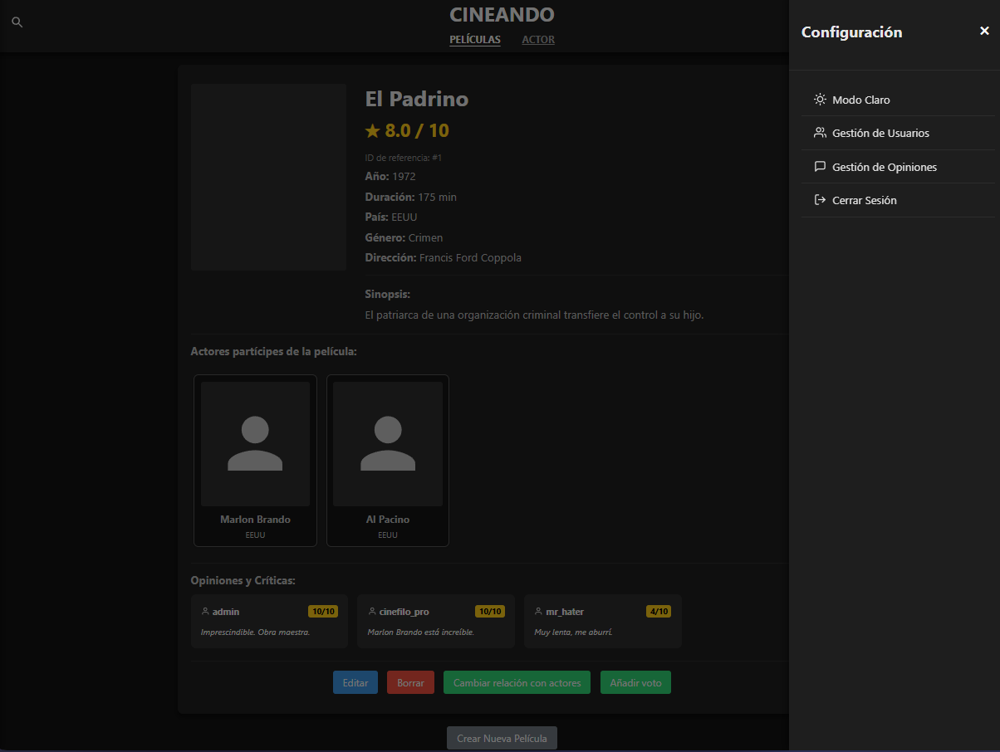 CINEANDO
PELÍCULAS ACTOR
El Padrino
★ 8.0 / 10
ID de referencia: #1
Año: 1972
Duración: 175 min
País: EEUU
Género: Crimen
Dirección: Francis Ford Coppola
Sinopsis:
El patriarca de una organización criminal transfiere el control a su hijo.
Actores partícipes de la película:
Marlon Brando
EEUU
Al Pacino
EEUU
Opiniones y Críticas:
admin 10/10
Imprescindible. Obra maestra.
cinefilo_pro 10/10
Marlon Brando está increíble.
mr_hater 4/10
Muy lenta, me aburrí.
Editar Borrar Cambiar relación con actores Añadir voto
Crear Nueva Película
Configuración ×
Modo Claro
Gestión de Usuarios
Gestión de Opiniones
Cerrar Sesión